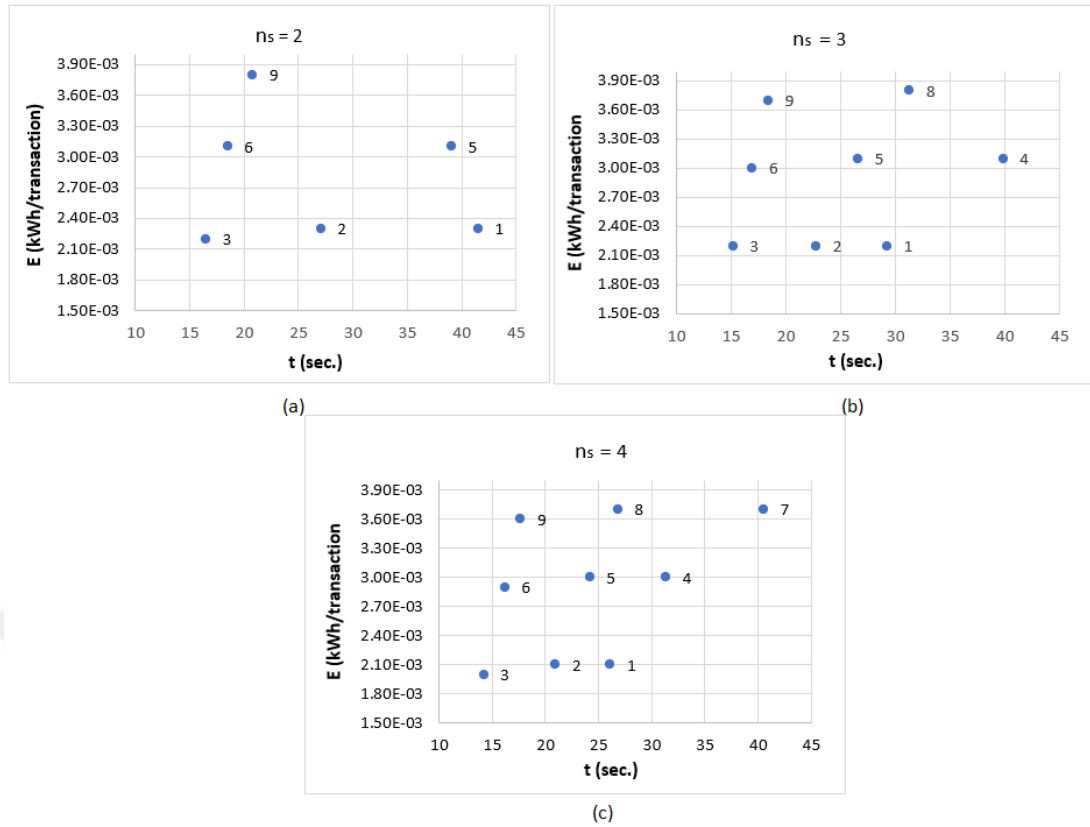 ns = 2
E (kWh/transaction)
3.90E-03
3.60E-03
3.30E-03
3.00E-03
2.70E-03
2.40E-03
2.10E-03
1.80E-03
1.50E-03
9
6
5
3
2
1
10 15 20 25 30 35 40 45
t (sec.)
(a)
ns = 3
E (kWh/transaction
3.90E-03
3.60E-03
3.30E-03
3.00E-03
2.70E-03
2.40E-03
2.10E-03
1.80E-03
1.50E-03
9
8
6
5
4
3
2
1
10 15 20 25 30 35 40 45
t (sec.)
(b)
ns = 4
E (kWh/transaction
3.90E-03
3.60E-03
3.30E-03
3.00E-03
2.70E-03
2.40E-03
2.10E-03
1.80E-03
1.50E-03
9
8
7
6
5
4
3
2
1
10 15 20 25 30 35 40 45
t (sec.)
(c)